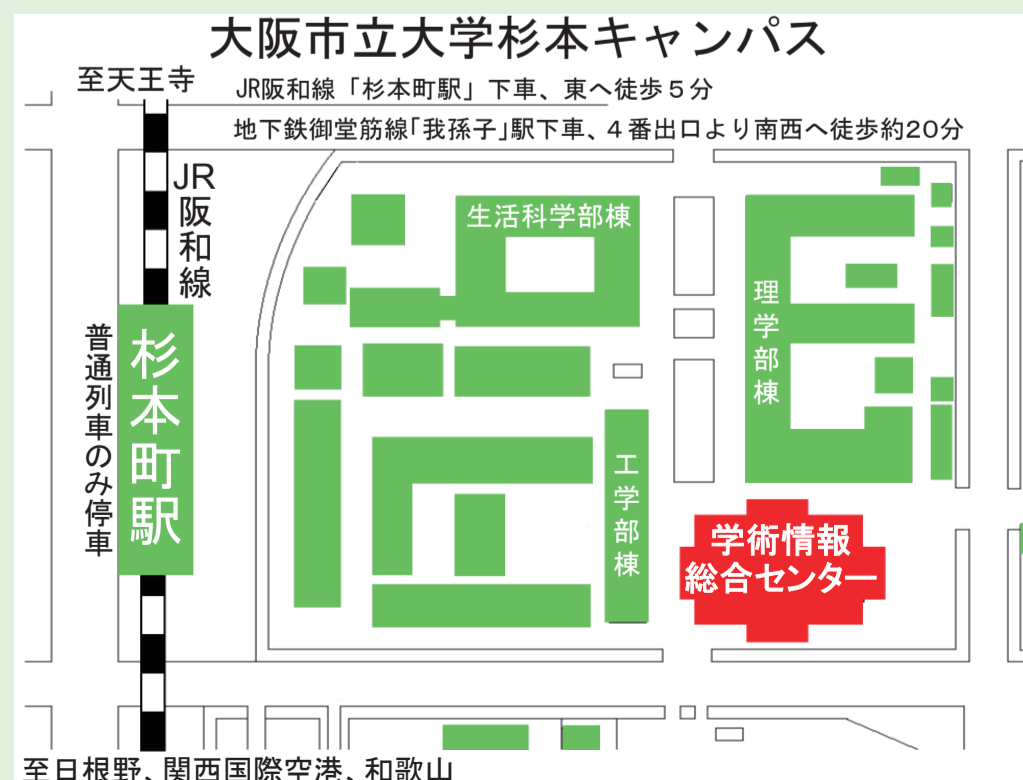 大阪市立大学杉本キャンパス
至天王寺
JR阪和線「杉本町駅」下車、東へ徒歩５分
地下鉄御堂筋線「我孫子」駅下車、４番出口より南西へ徒歩約20分
JR阪和線
生活科学部棟
理学部棟
普通列車のみ停車
杉本町駅
工学部棟
学術情報
総合センター
至日根野、関西国際空港、和歌山